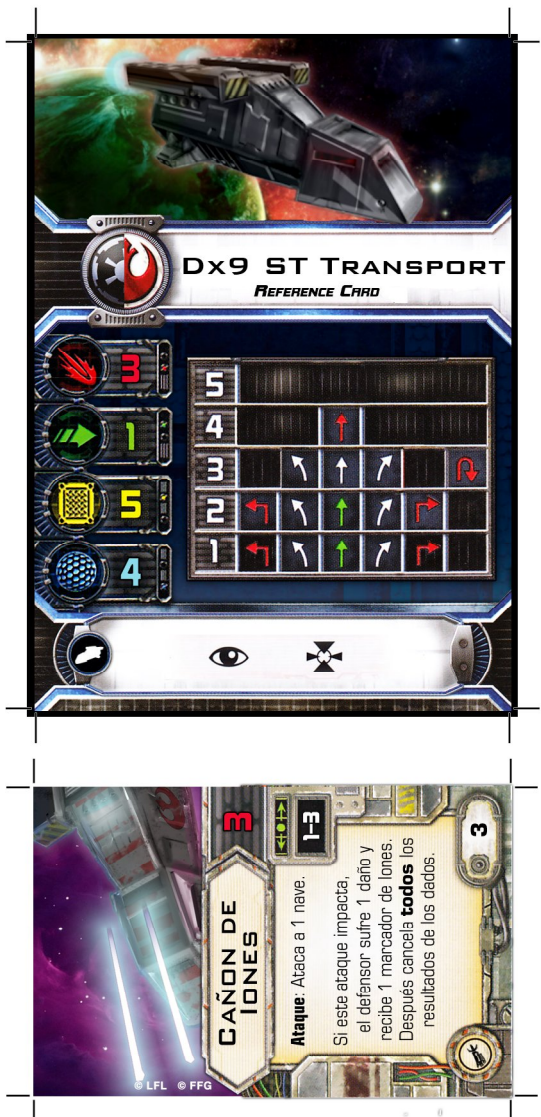 Dx9 ST Transport
Reference Card
3
1
5
4
5
4
3
2
1
Cañon de
Iones
3
1-3
Ataque: Ataca a 1 nave.
Si este ataque impacta,
el defensor sufre 1 daño y
recibe 1 marcador de Iones.
Después cancela todos los
resultados de los dados.
3
© LFL © FFG